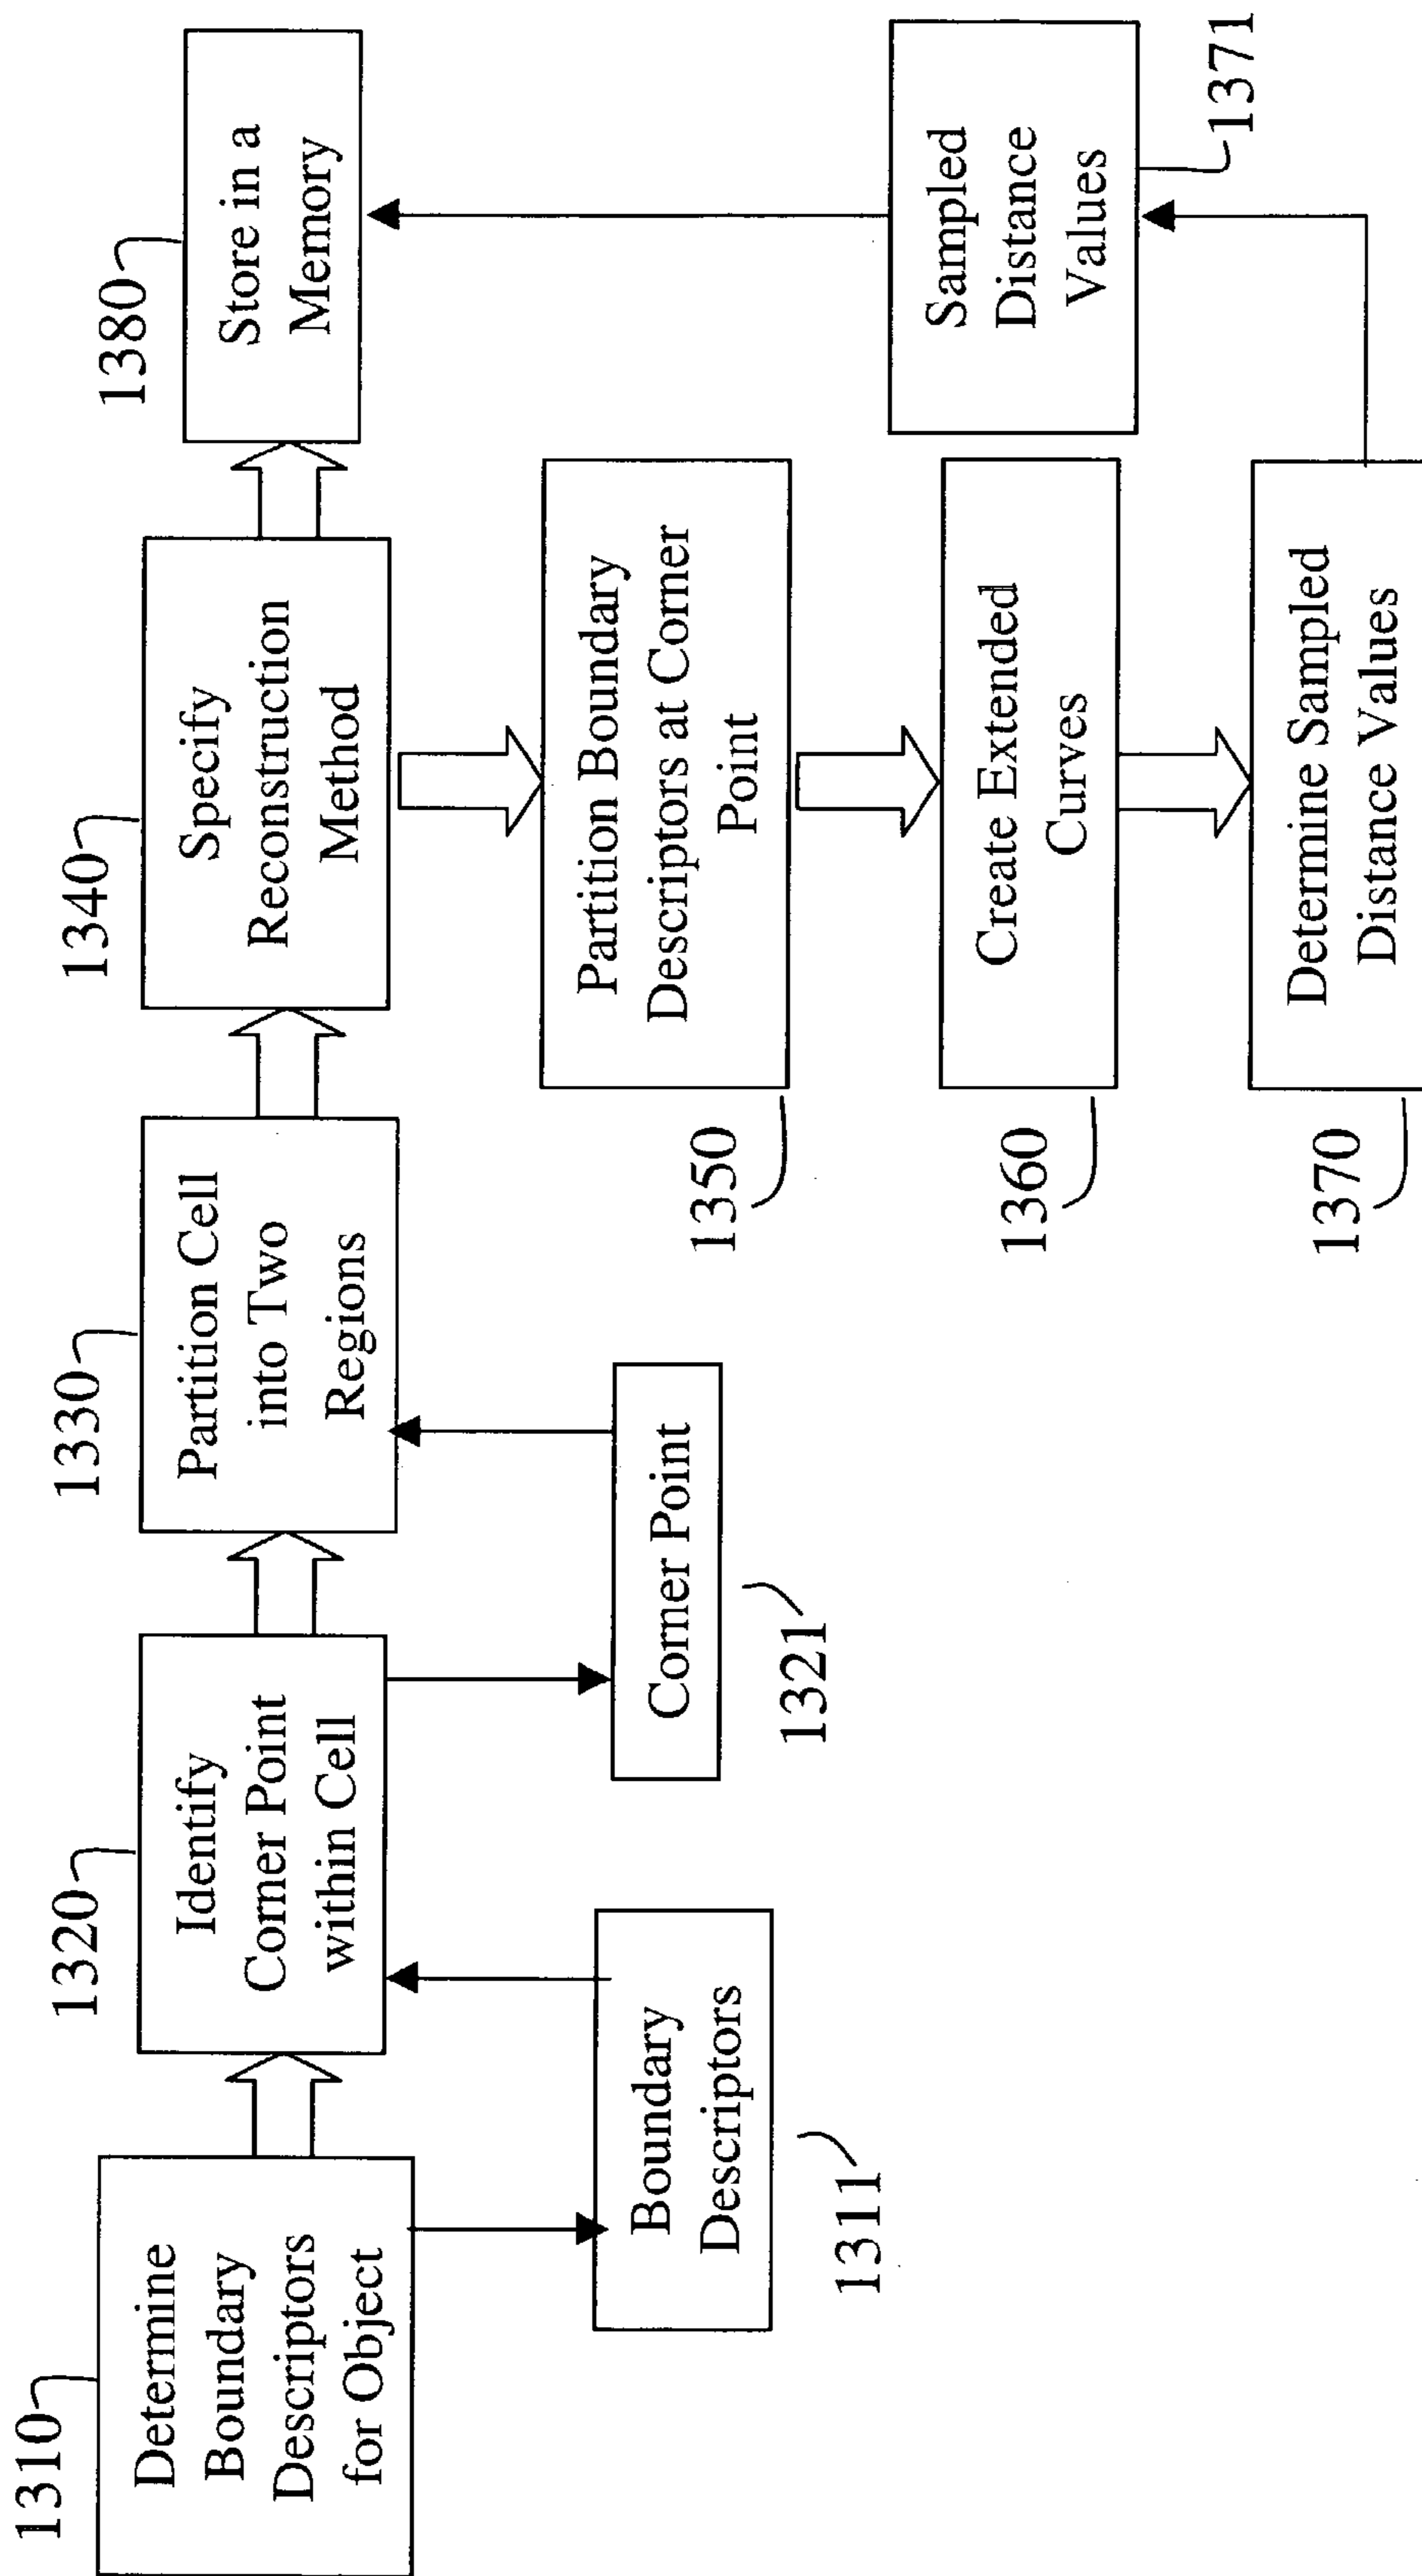 1310
Determine
Boundary
Descriptors
for Object
1311
Boundary
Descriptors
1320
Identify
Corner Point
within Cell
1321
Corner Point
1330
Partition Cell
into Two
Regions
1340
Specify
Reconstruction
Method
1380
Store in a
Memory
1350
Partition Boundary
Descriptors at Corner
Point
1360
Create Extended
Curves
1370
Determine Sampled
Distance Values
Sampled
Distance
Values
1371